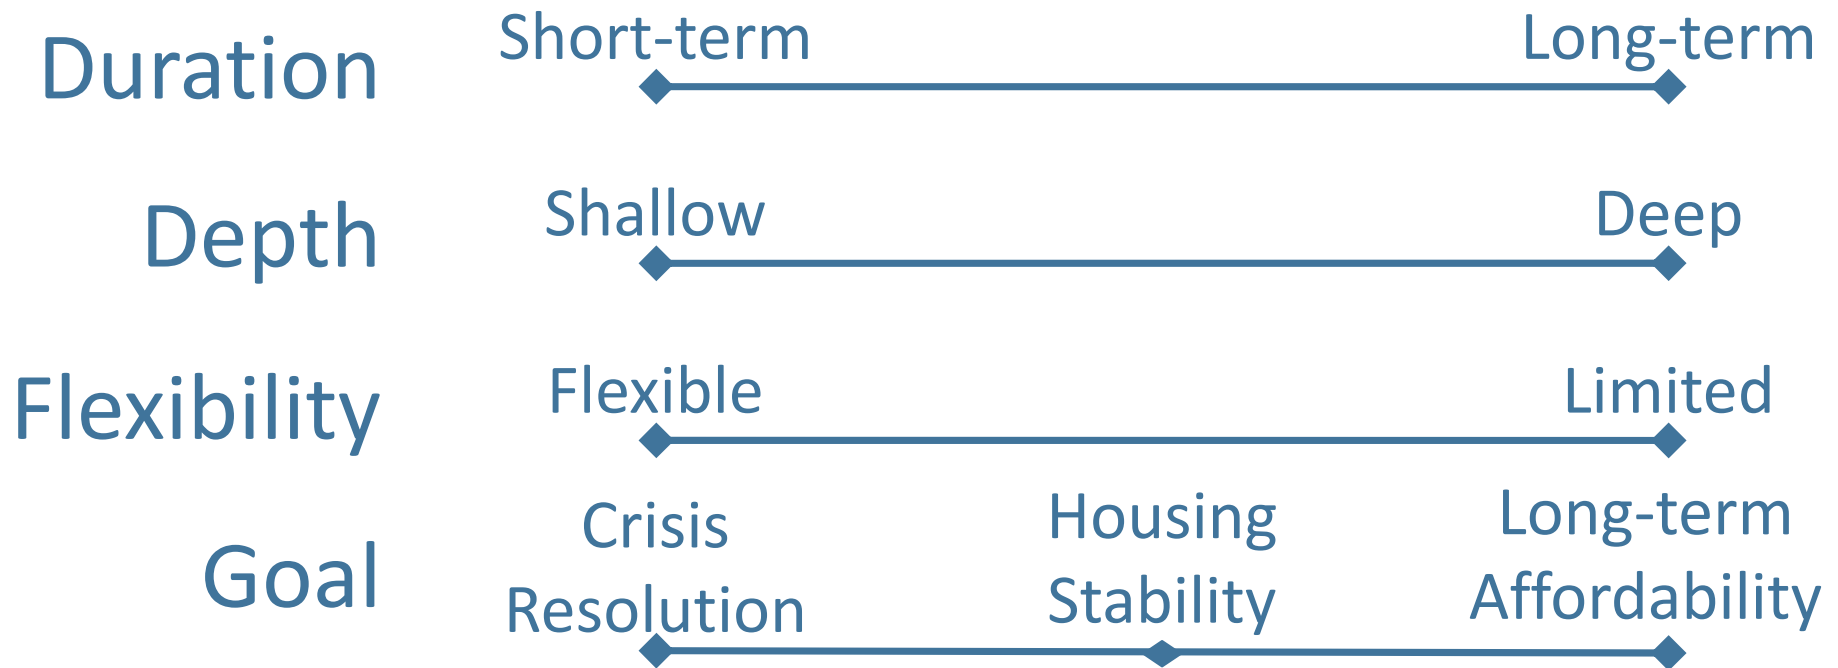 Duration
Short-term
Long-term
Depth
Shallow
Deep
Flexibility
Flexible
Limited
Goal
Crisis
Resolution
Housing
Stability
Long-term
Affordability